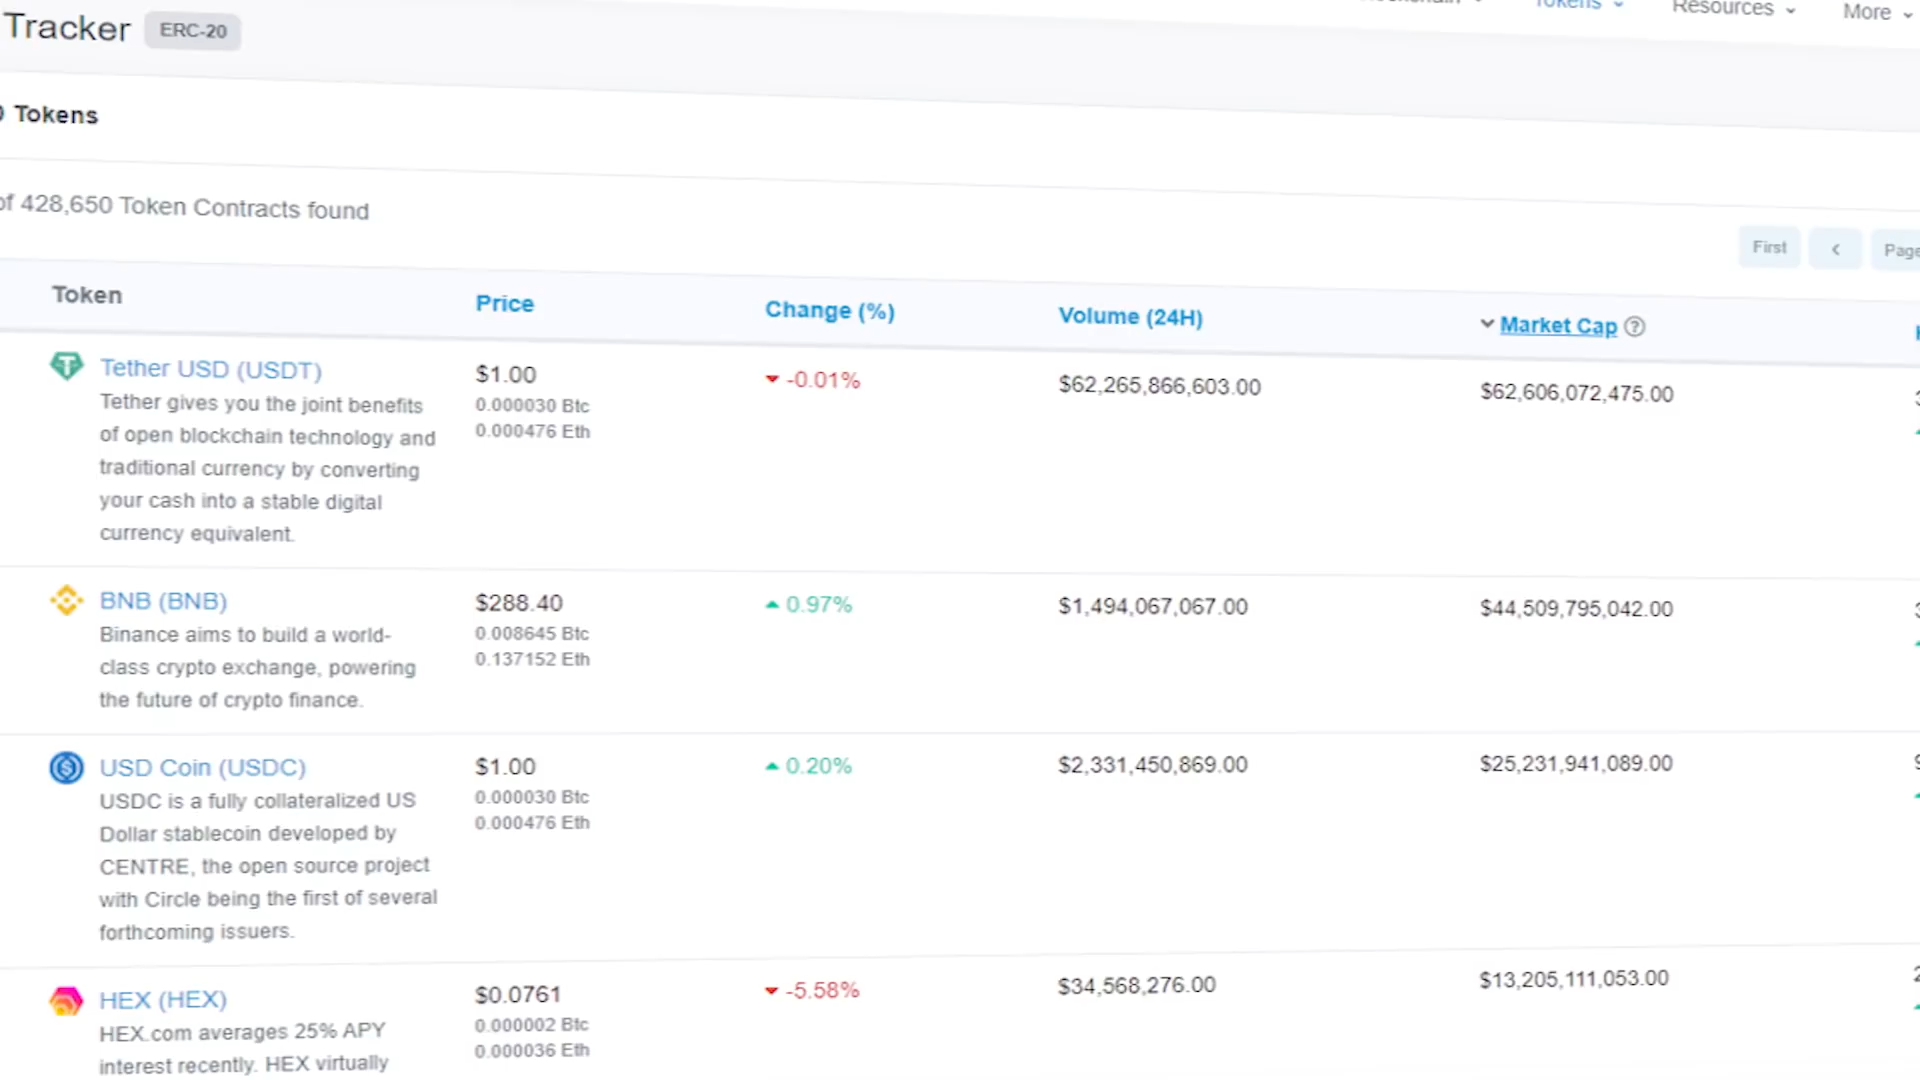 Tokens
Resources
More
Tracker
ERC-20
Tokens
of 428,650 Token Contracts found
First
Token
Price
Change (%)
Volume (24H)
Market Cap
Tether USD (USDT)
$1.00
-0.01%
$62,265,866,603.00
$62,606,072,475.00
Tether gives you the joint benefits
0.000030 Btc
of open blockchain technology and
0.000476 Eth
traditional currency by converting
your cash into a stable digital
currency equivalent.
BNB (BNB)
$288.40
0.97%
$1,494,067,067.00
$44,509,795,042.00
Binance aims to build a world-
0.008645 Btc
class crypto exchange, powering
0.137152 Eth
the future of crypto finance.
USD Coin (USDC)
$1.00
0.20%
$2,331,450,869.00
$25,231,941,089.00
USDC is a fully collateralized US
0.000030 Btc
Dollar stablecoin developed by
0.000476 Eth
CENTRE, the open source project
with Circle being the first of several
forthcoming issuers.
HEX (HEX)
$0.0761
-5.58%
$34,568,276.00
$13,205,111,053.00
HEX.com averages 25% APY
0.000002 Btc
interest recently. HEX virtually
0.000036 Eth